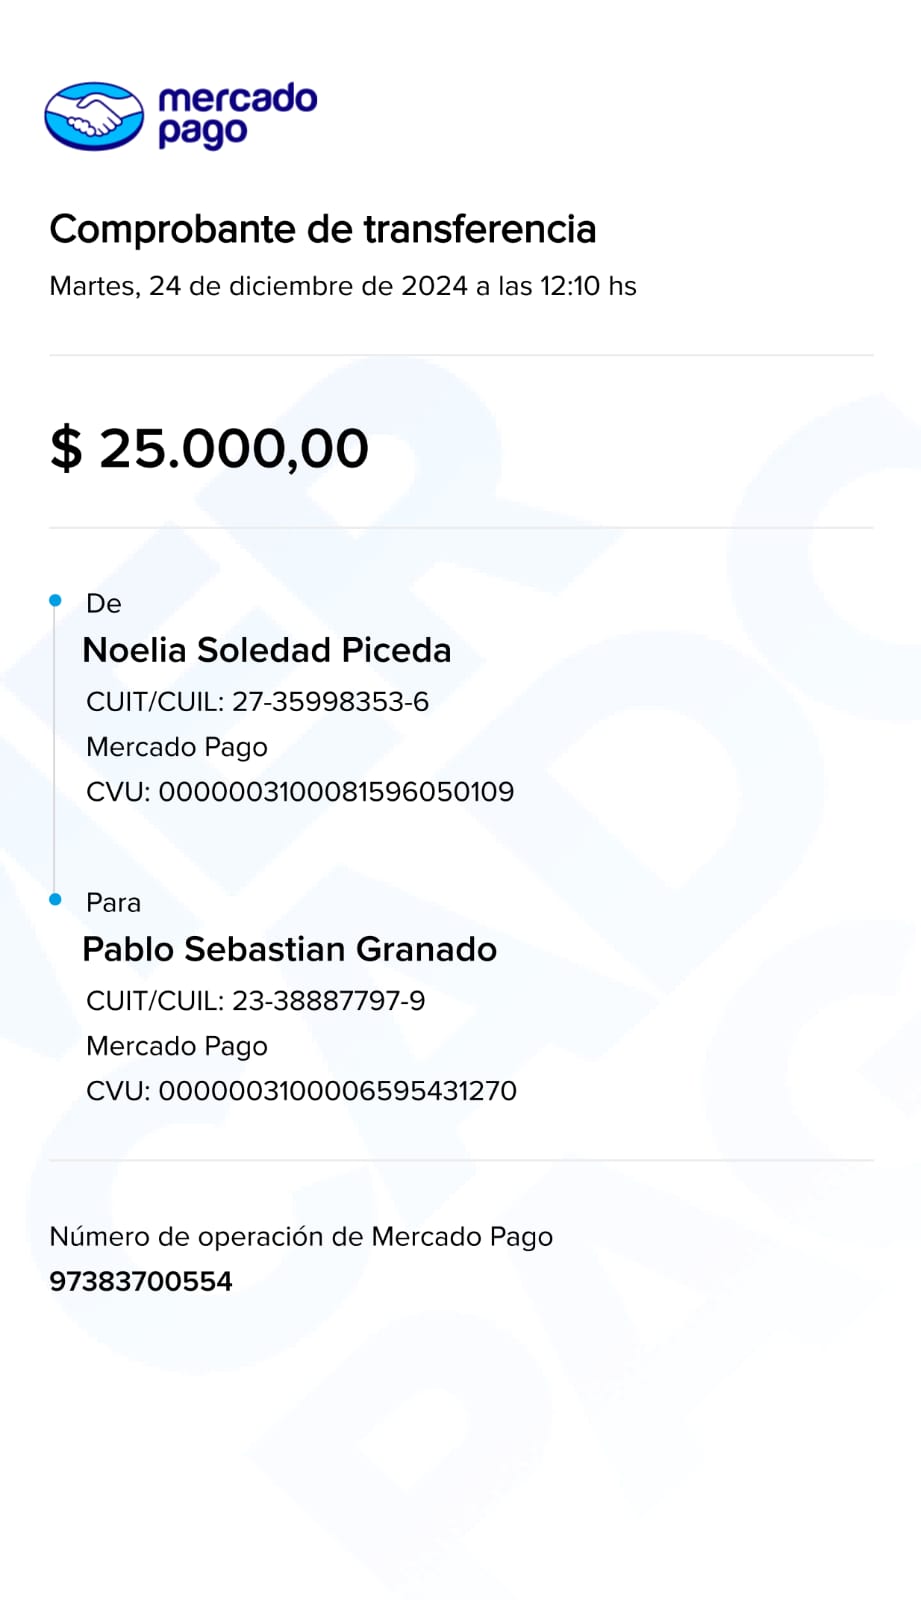 mercado
pago
Comprobante de transferencia
Martes, 24 de diciembre de 2024 a las 12:10 hs
$ 25.000,00
De
Noelia Soledad Piceda
CUIT/CUIL: 27-35998353-6
Mercado Pago
CVU: 0000003100081596050109
Para
Pablo Sebastian Granado
CUIT/CUIL: 23-38887797-9
Mercado Pago
CVU: 0000003100006595431270
Número de operación de Mercado Pago
97383700554